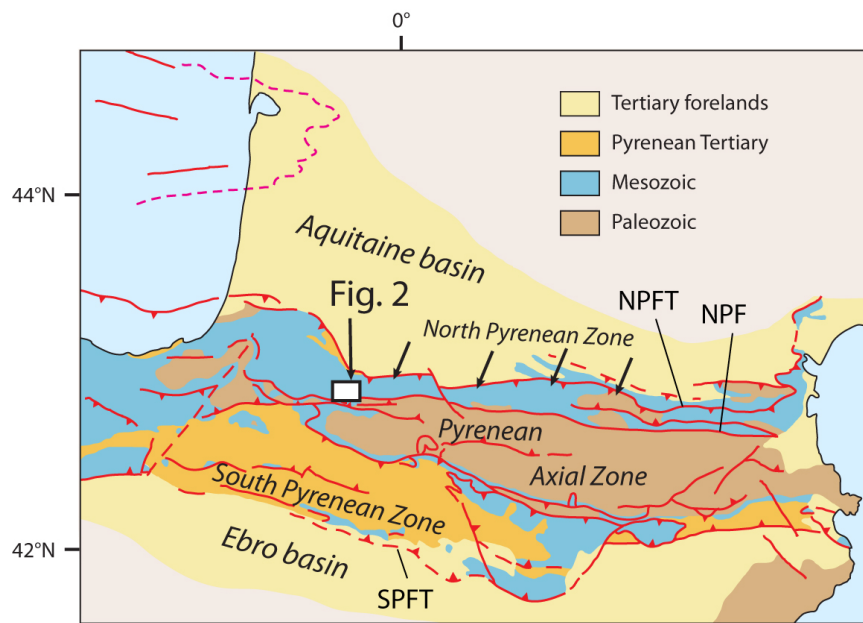 0°
Tertiary forelands
Pyrenean Tertiary
Mesozoic
Paleozoic
44°N
Aquitaine basin
Fig. 2
North Pyrenean Zone
NPFT
NPF
Pyrenean
Axial Zone
South Pyrenean Zone
Ebro basin
42°N
SPFT